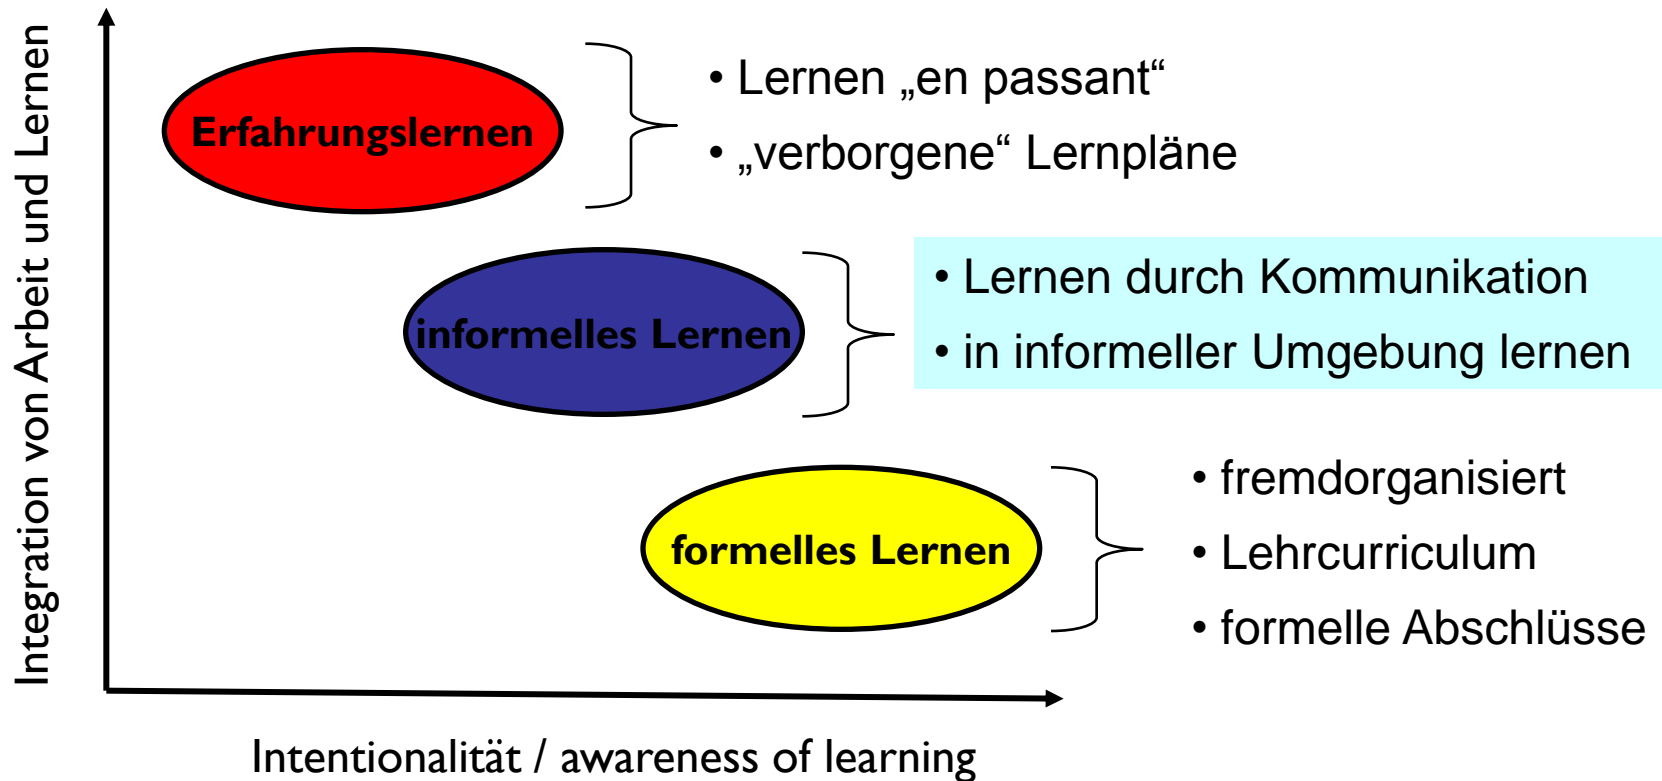 Integration von Arbeit und Lernen
Erfahrungslernen
• Lernen „en passant“
• „verborgene“ Lernpläne
informelles Lernen
• Lernen durch Kommunikation
• in informeller Umgebung lernen
formelles Lernen
• fremdorganisiert
• Lehrcurriculum
• formelle Abschlüsse
Intentionalität / awareness of learning